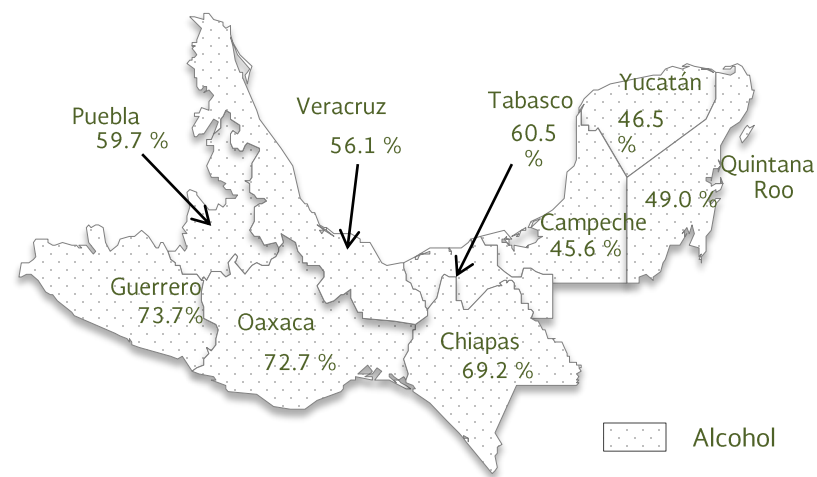 Puebla
59.7 %
Veracruz
56.1 %
Tabasco
60.5
%
Yucatán
46.5
%
Quintana
Roo
49.0 %
Campeche
45.6 %
Guerrero
73.7%
Oaxaca
72.7 %
Chiapas
69.2 %
Alcohol